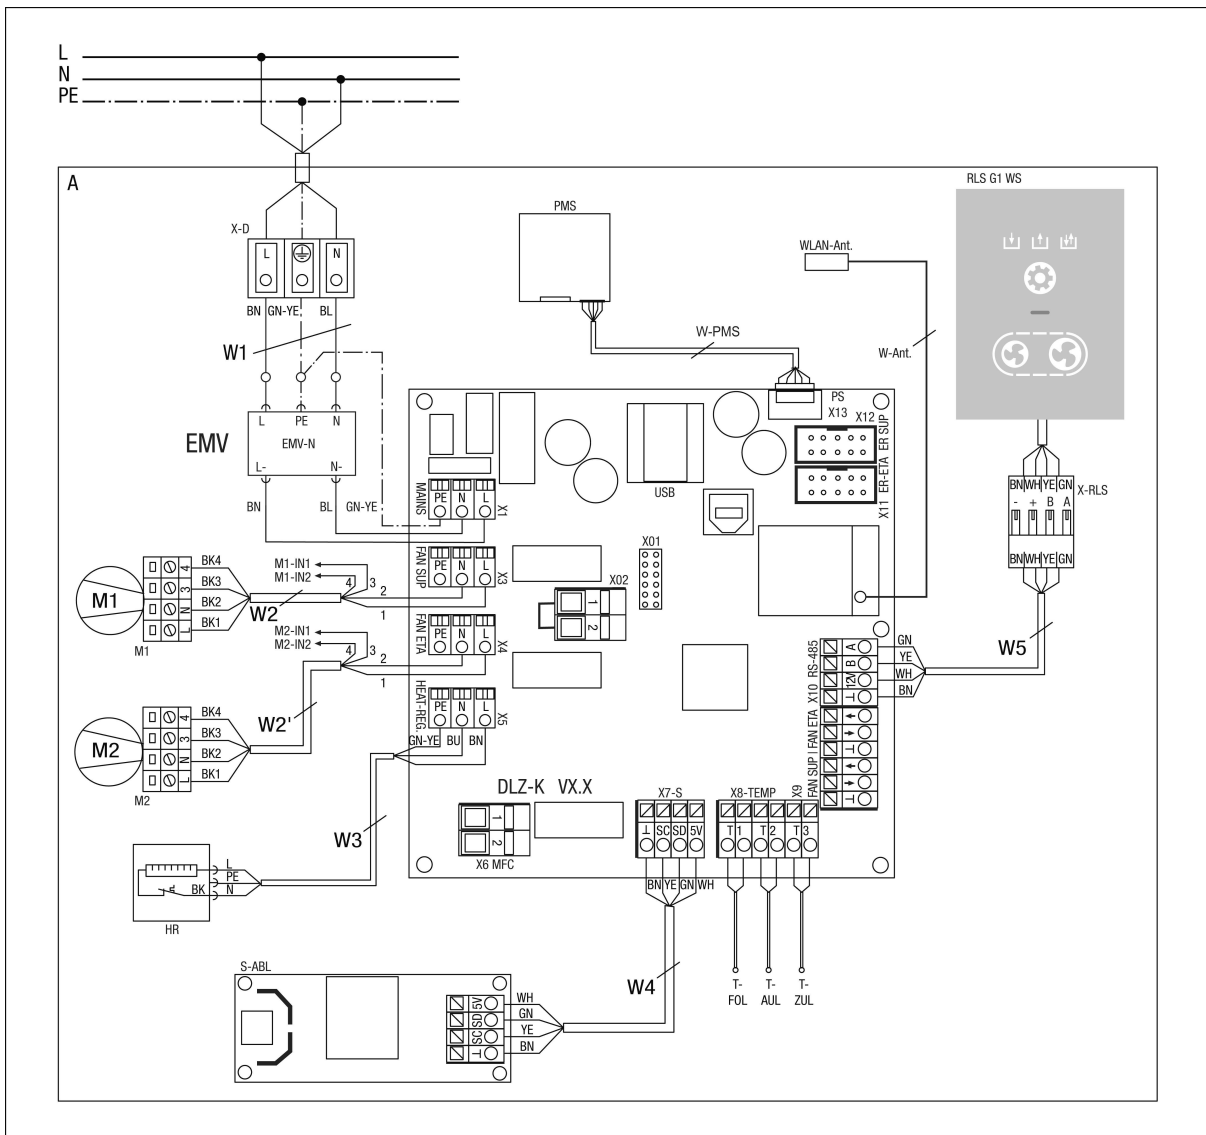 L
N
PE
A
RLS G1 WS
PMS
X-D
L
N
WLAN-Ant.
BN
GN-YE
BL
W1
W-PMS
W-Ant.
PS
X13
X12
ER SUP
L
PE
N
EMV
EMV-N
L-
N-
BN
BL
GN-YE
MAINS
PE
N
L
X1
USB
X11
ER-ETA
BN
WH
YE
GN
X-RLS
-
+
B
A
BN
WH
YE
GN
M1
BK4
BK3
BK2
BK1
4
3
N
L
M1
W2
M1-IN1
M1-IN2
4
3
2
1
FAN SUP
PE
N
L
X3
X02
1
2
X01
M2-IN1
M2-IN2
4
3
2
1
FAN ETA
PE
N
L
X4
X10
RS-485
A
B
12V
⊥
GN
YE
WH
BN
W5
M2
BK4
BK3
BK2
BK1
4
3
N
L
M2
W2'
HEAT-REG.
PE
N
L
X5
GN-YE
BU
BN
FAN SUP | FAN ETA
←
→
⊥
←
→
⊥
DLZ-K VX.X
W3
1
2
X6 MFC
X7-S
⊥
SC
SD
5V
X8-TEMP
X9
T
1
T
2
T
3
BN
YE
GN
WH
L
PE
BK
N
HR
W4
T-
FOL
T-
AUL
T-
ZUL
S-ABL
5V
SD
SC
⊥
WH
GN
YE
BN